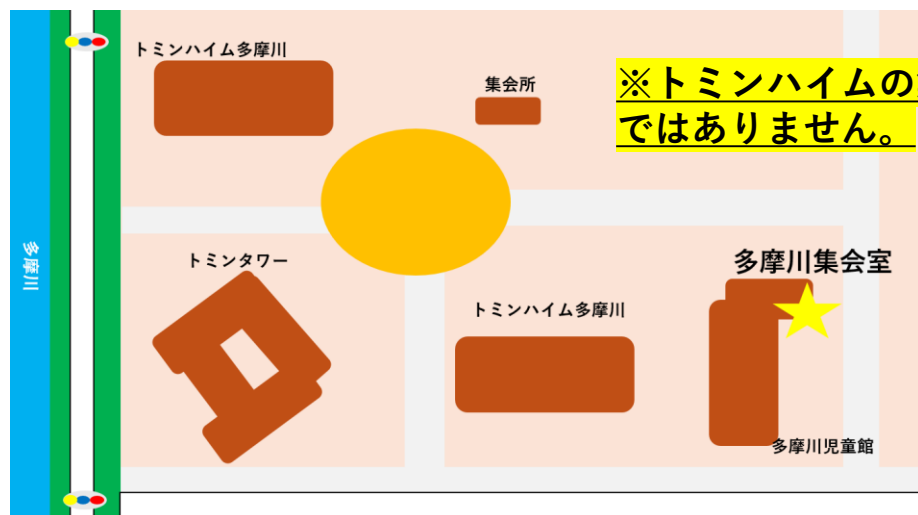 トミンハイム多摩川
集会所
※トミンハイムの
ではありません。
多摩川
トミンタワー
多摩川集会室
トミンハイム多摩川
多摩川児童館